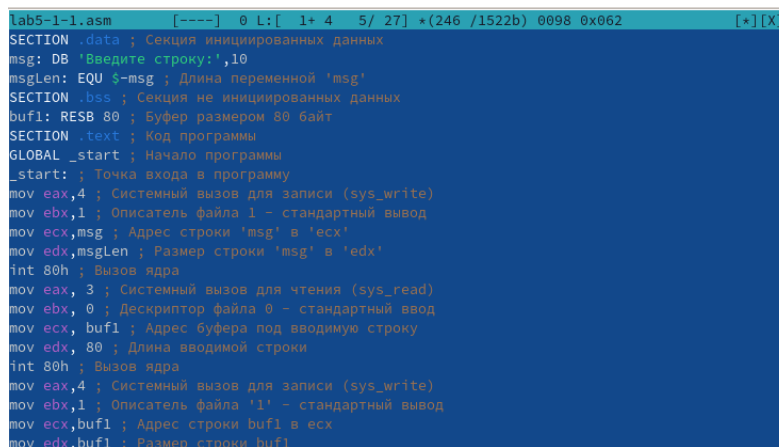 lab5-1-1.asm [----] 0 L:[ 1+ 4 5/ 27] *(246 /1522b) 0098 0x062 [*][X]
SECTION .data ; Секция инициированных данных
msg: DB 'Введите строку:',10
msgLen: EQU $-msg ; Длина переменной 'msg'
SECTION .bss ; Секция не инициированных данных
buf1: RESB 80 ; Буфер размером 80 байт
SECTION .text ; Код программы
GLOBAL _start ; Начало программы
_start: ; Точка входа в программу
mov eax,4 ; Системный вызов для записи (sys_write)
mov ebx,1 ; Описатель файла 1 - стандартный вывод
mov ecx,msg ; Адрес строки 'msg' в 'ecx'
mov edx,msgLen ; Размер строки 'msg' в 'edx'
int 80h ; Вызов ядра
mov eax, 3 ; Системный вызов для чтения (sys_read)
mov ebx, 0 ; Дескриптор файла 0 - стандартный ввод
mov ecx, buf1 ; Адрес буфера под вводимую строку
mov edx, 80 ; Длина вводимой строки
int 80h ; Вызов ядра
mov eax,4 ; Системный вызов для записи (sys_write)
mov ebx,1 ; Описатель файла '1' - стандартный вывод
mov ecx,buf1 ; Адрес строки buf1 в ecx
mov edx,buf1 ; Размер строки buf1